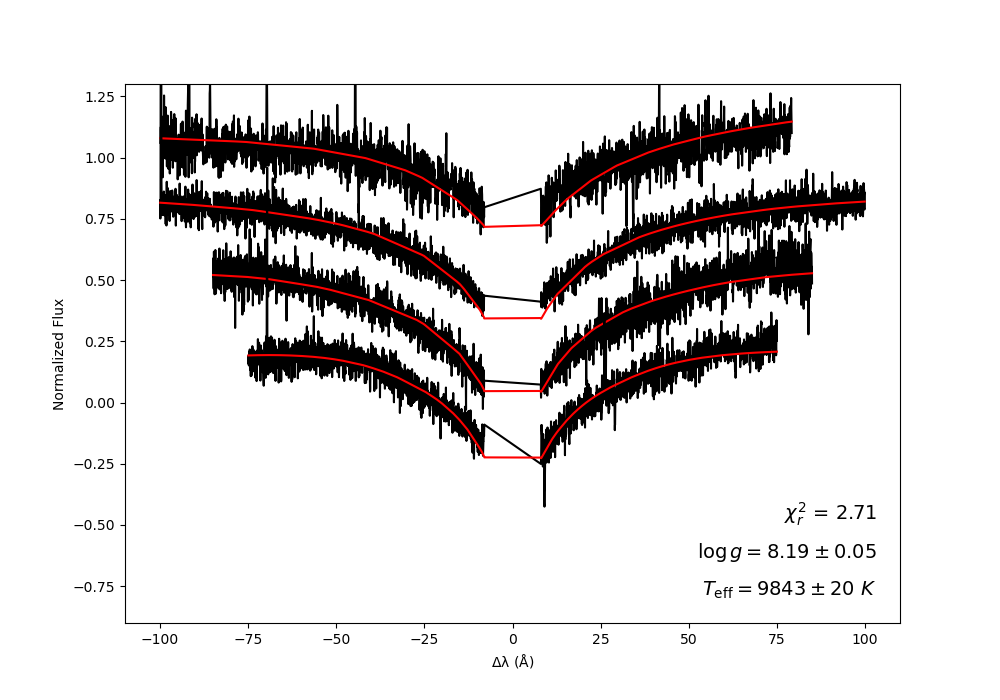 1.25
1.00
0.75
0.50
0.25
0.00
−0.25
−0.50
−0.75
Normalized Flux
χ²ᵣ = 2.71
log g = 8.19 ± 0.05
T_eff = 9843 ± 20 K
−100 −75 −50 −25 0 25 50 75 100
Δλ (Å)